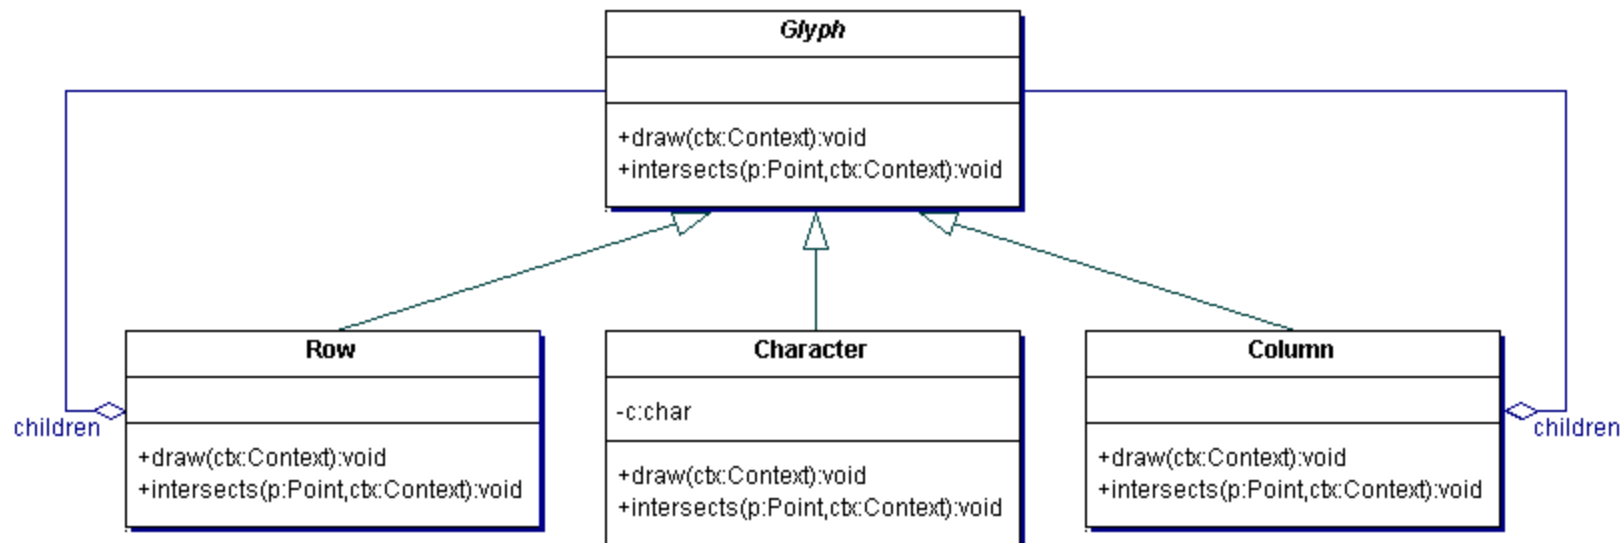 Glyph
+draw(ctx:Context):void
+intersects(p:Point,ctx:Context):void
Row
children
+draw(ctx:Context):void
+intersects(p:Point,ctx:Context):void
Character
-c:char
+draw(ctx:Context):void
+intersects(p:Point,ctx:Context):void
Column
children
+draw(ctx:Context):void
+intersects(p:Point,ctx:Context):void